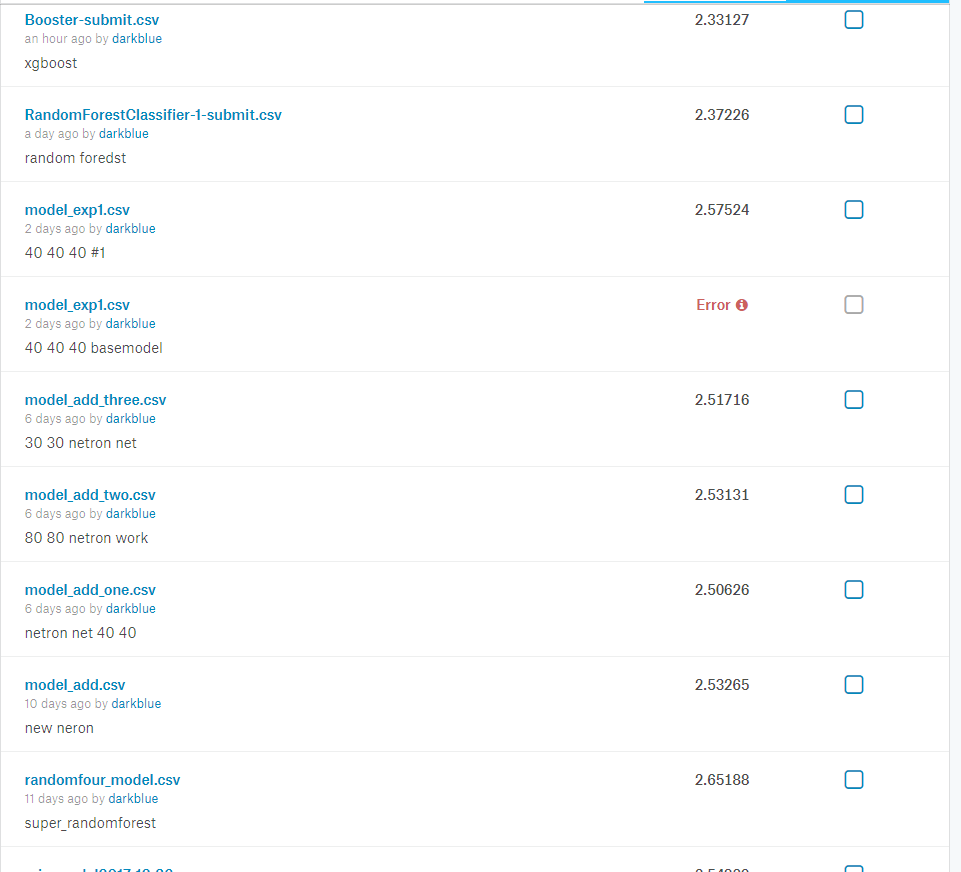 Booster-submit.csv
2.33127
an hour ago by darkblue
xgboost
RandomForestClassifier-1-submit.csv
2.37226
a day ago by darkblue
random foredst
model_exp1.csv
2.57524
2 days ago by darkblue
40 40 40 #1
model_exp1.csv
Error
2 days ago by darkblue
40 40 40 basemodel
model_add_three.csv
2.51716
6 days ago by darkblue
30 30 netron net
model_add_two.csv
2.53131
6 days ago by darkblue
80 80 netron work
model_add_one.csv
2.50626
6 days ago by darkblue
netron net 40 40
model_add.csv
2.53265
10 days ago by darkblue
new neron
randomfour_model.csv
2.65188
11 days ago by darkblue
super_randomforest